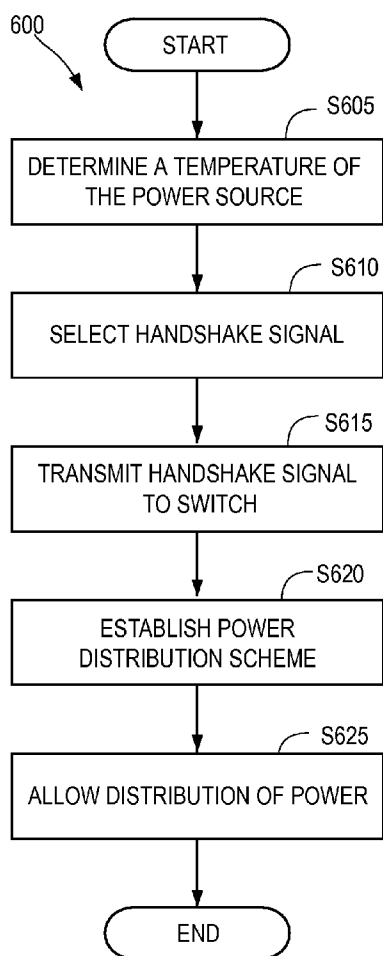 600
START
S605
DETERMINE A TEMPERATURE OF
THE POWER SOURCE
S610
SELECT HANDSHAKE SIGNAL
S615
TRANSMIT HANDSHAKE SIGNAL
TO SWITCH
S620
ESTABLISH POWER
DISTRIBUTION SCHEME
S625
ALLOW DISTRIBUTION OF POWER
END